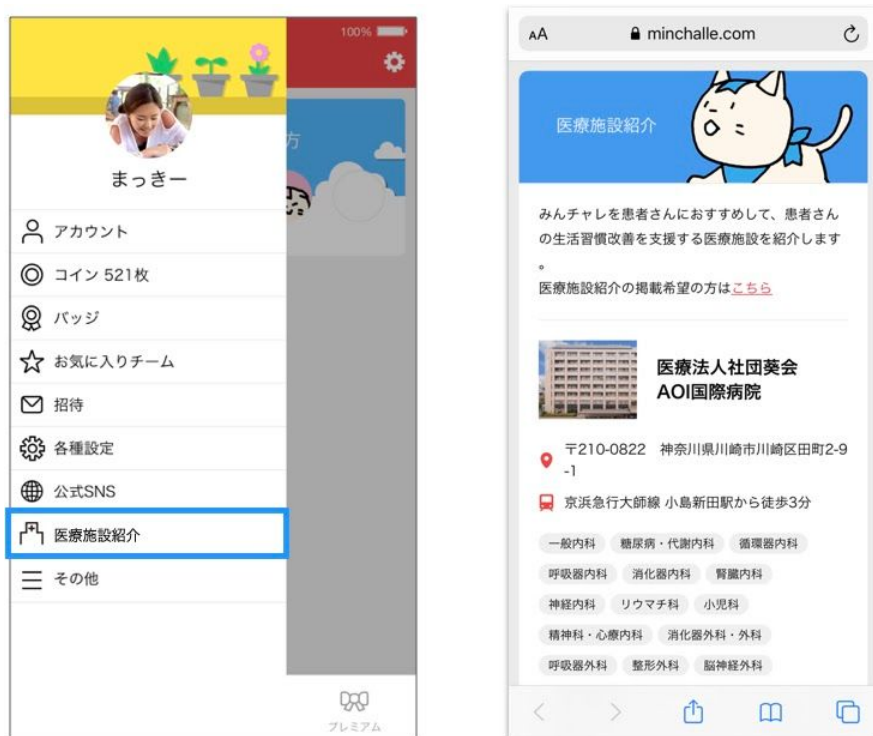 100%
方
まっきー
アカウント
コイン 521枚
バッジ
お気に入りチーム
招待
各種設定
公式SNS
医療施設紹介
その他
プレミアム
AA
minchalle.com
医療施設紹介
みんチャレを患者さんにおすすめして、患者さん
の生活習慣改善を支援する医療施設を紹介します
。
医療施設紹介の掲載希望の方はこちら
医療法人社団葵会
AOI国際病院
〒210-0822 神奈川県川崎市川崎区田町2-9
-1
京浜急行大師線 小島新田駅から徒歩3分
一般内科 糖尿病・代謝内科 循環器内科
呼吸器内科 消化器内科 腎臓内科
神経内科 リウマチ科 小児科
精神科・心療内科 消化器外科・外科
呼吸器外科 整形外科 脳神経外科